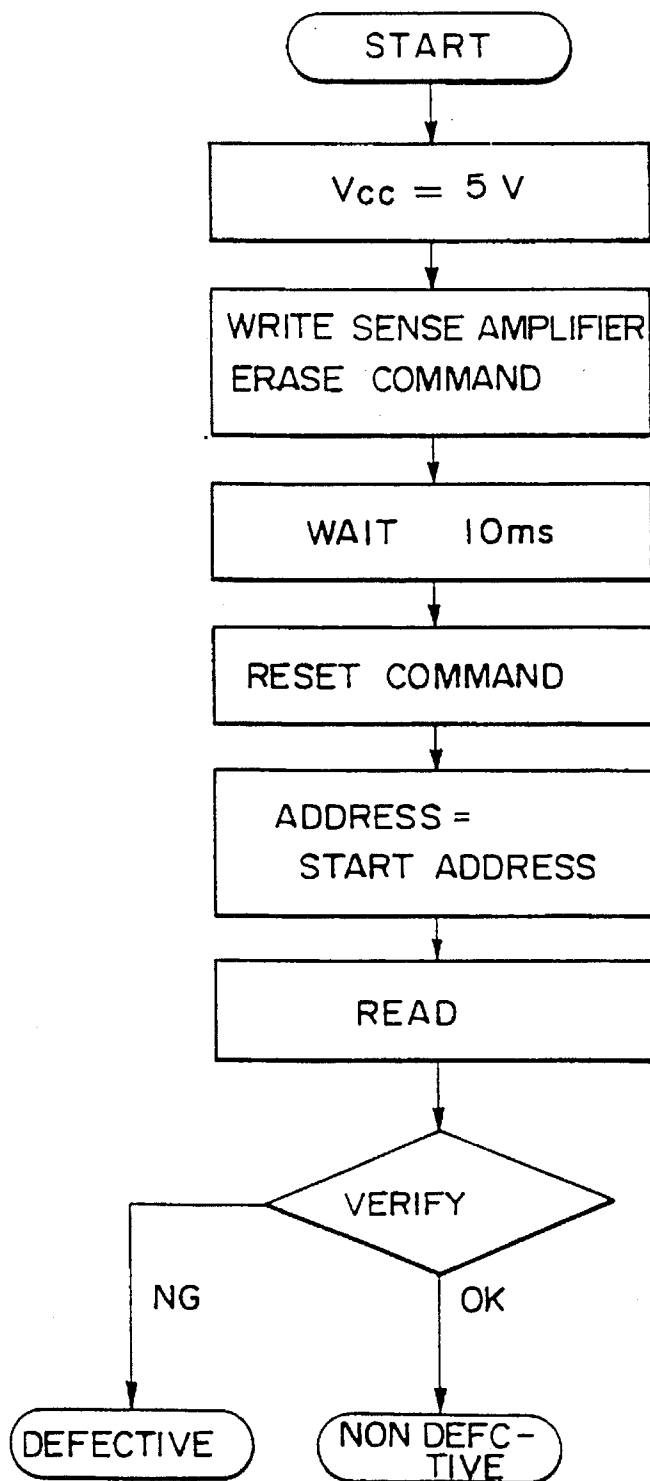 START
Vcc = 5 V
WRITE SENSE AMPLIFIER
ERASE COMMAND
WAIT 10ms
RESET COMMAND
ADDRESS =
START ADDRESS
READ
VERIFY
NG
OK
DEFECTIVE
NON DEFC-
TIVE